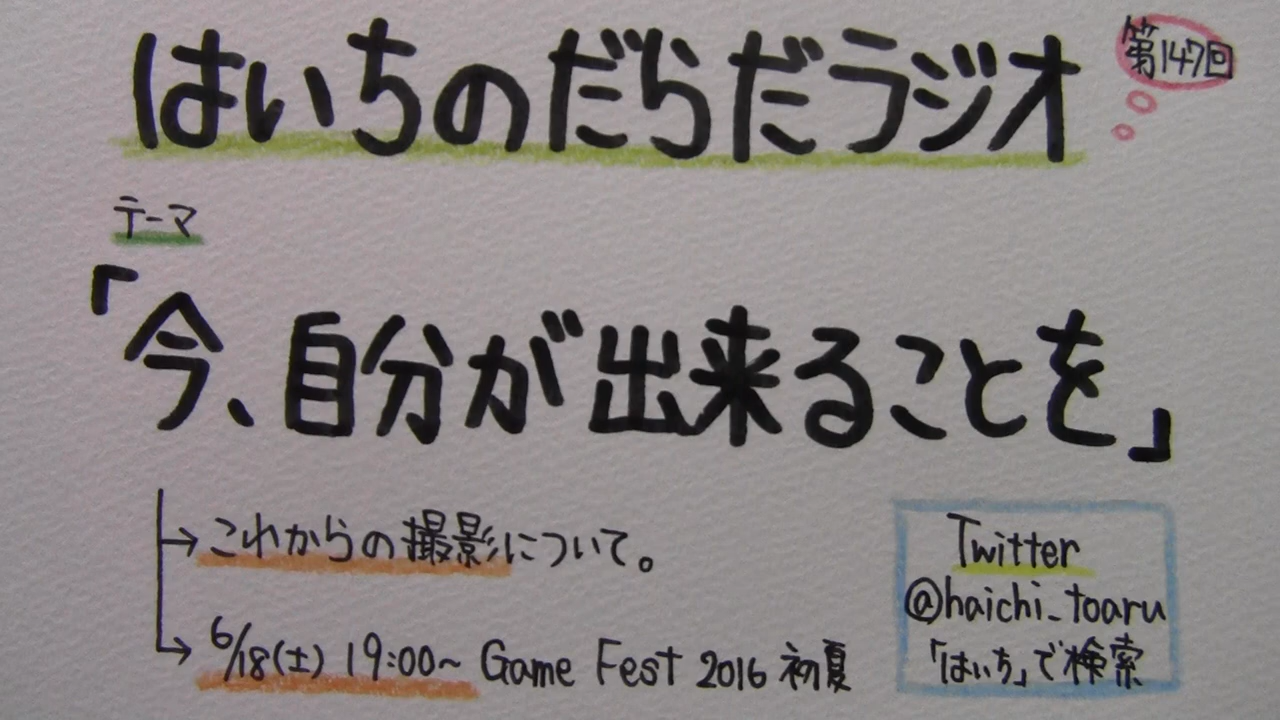 はいちのだらだラジオ
第147回
テーマ
「今、自分が出来ることを」
これからの撮影について。
6/18(土) 19:00~ Game Fest 2016 初夏
Twitter
@haichi_toaru
「はいち」で検索